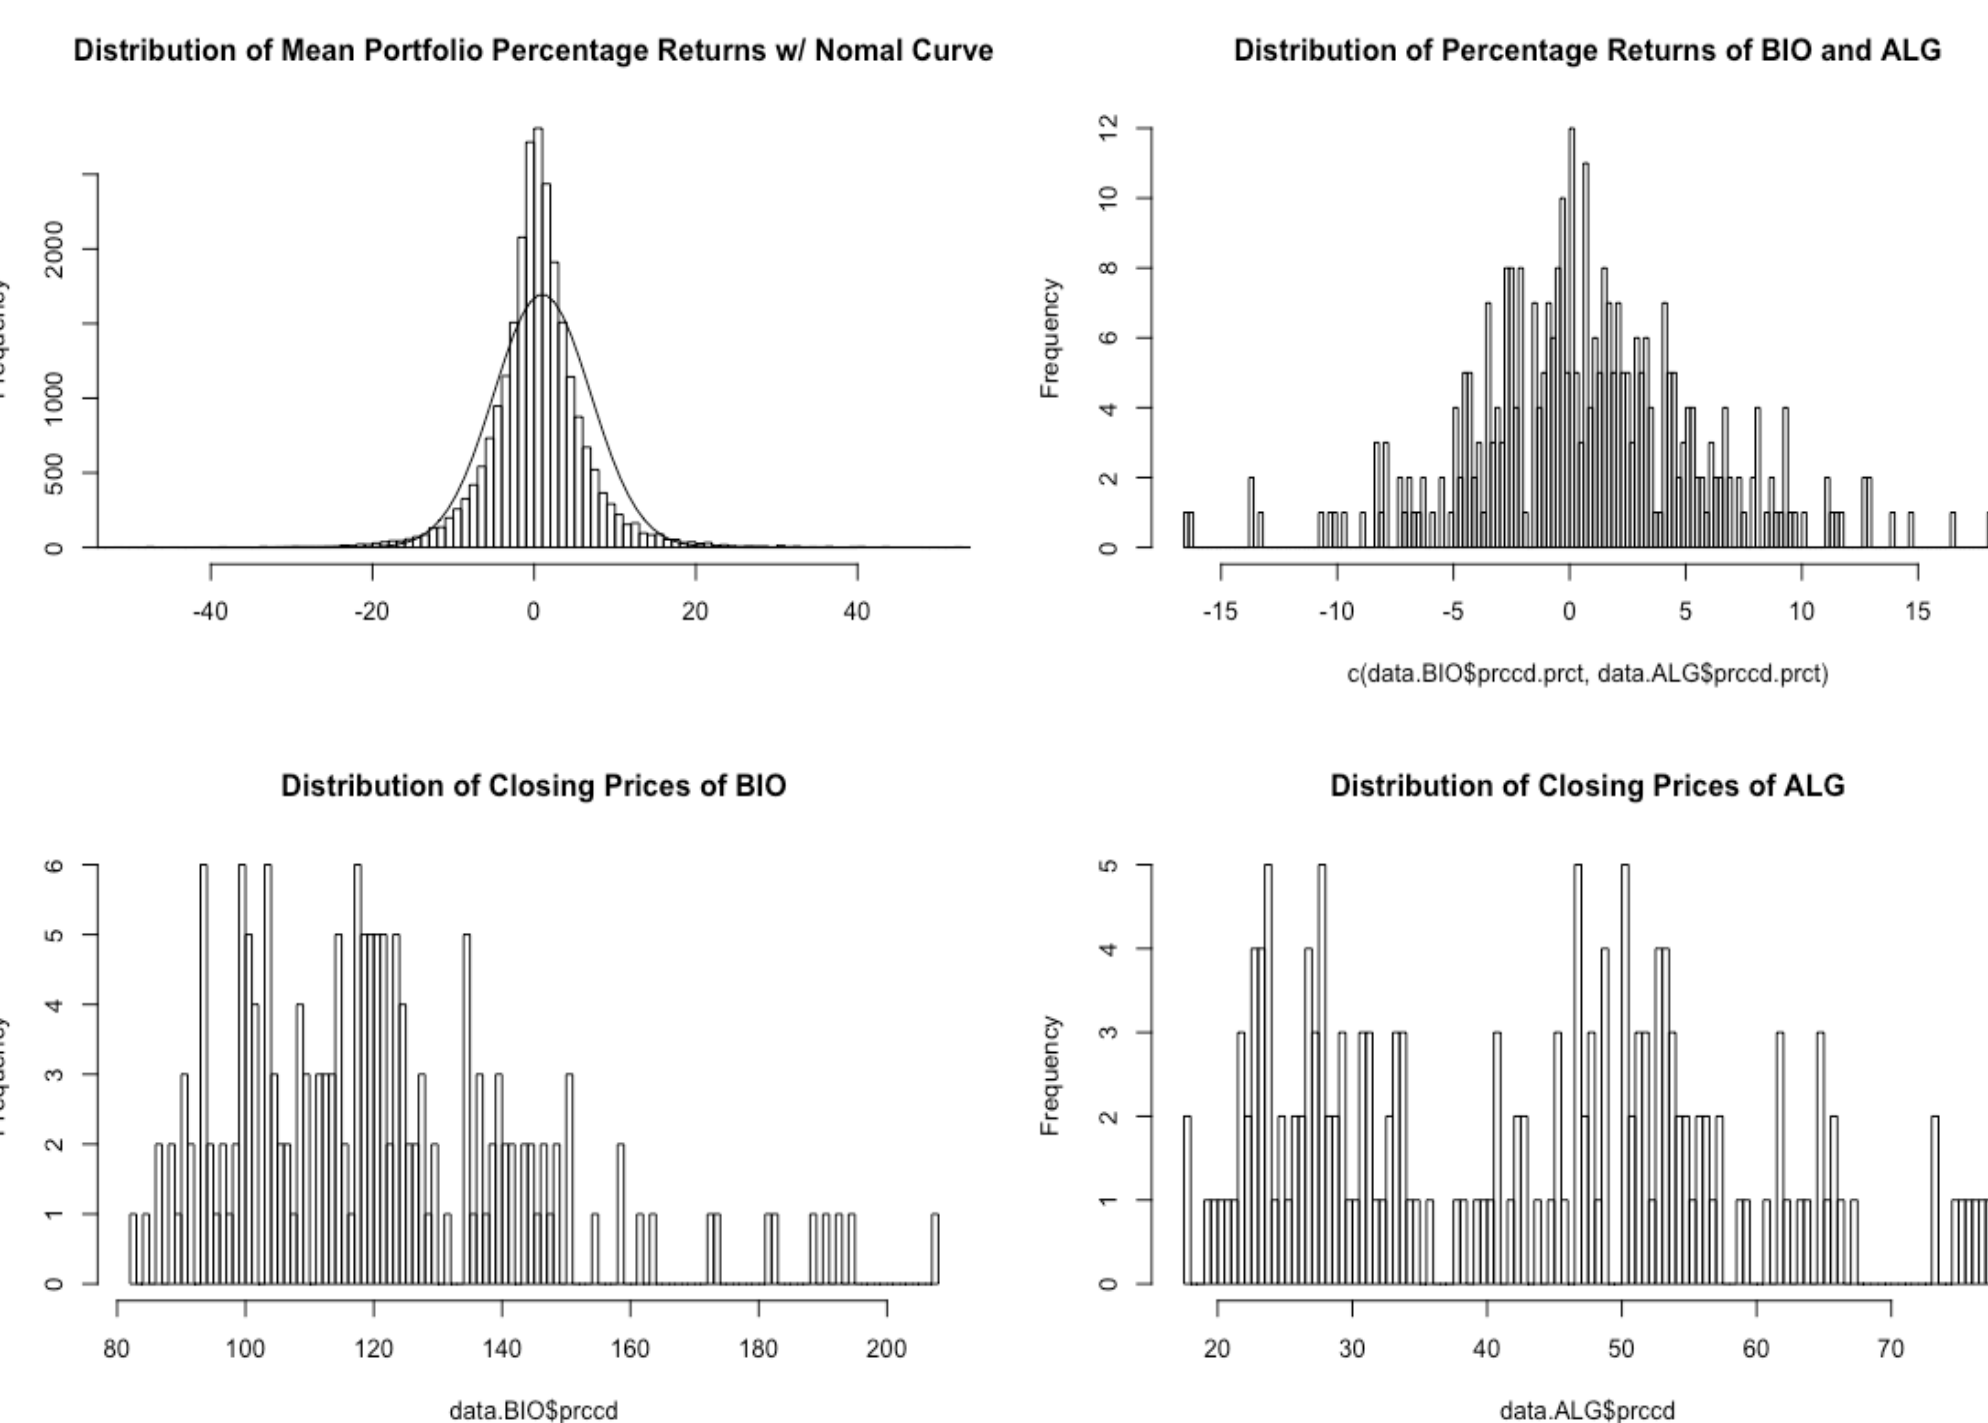 Distribution of Mean Portfolio Percentage Returns w/ Nomal Curve
0 500 1000 2000
-40 -20 0 20 40
Distribution of Percentage Returns of BIO and ALG
Frequency
0 2 4 6 8 10 12
-15 -10 -5 0 5 10 15
c(data.BIO$prccd.prct, data.ALG$prccd.prct)
Distribution of Closing Prices of BIO
0 1 2 3 4 5 6
80 100 120 140 160 180 200
data.BIO$prccd
Distribution of Closing Prices of ALG
Frequency
0 1 2 3 4 5
20 30 40 50 60 70
data.ALG$prccd